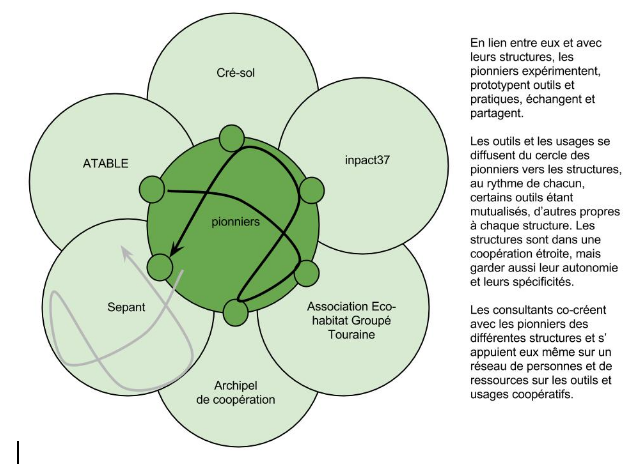 Cré-sol
ATABLE
inpact37
pionniers
Sepant
Association Eco-
habitat Groupé
Touraine
Archipel
de coopération
En lien entre eux et avec
leurs structures, les
pionniers expérimentent,
prototypent outils et
pratiques, échangent et
partagent.
Les outils et les usages se
diffusent du cercle des
pionniers vers les structures,
au rythme de chacun,
certains outils étant
mutualisés, d'autres propres
à chaque structure. Les
structures sont dans une
coopération étroite, mais
garder aussi leur autonomie
et leurs spécificités.
Les consultants co-créent
avec les pionniers des
différentes structures et s'
appuient eux même sur un
réseau de personnes et de
ressources sur les outils et
usages coopératifs.